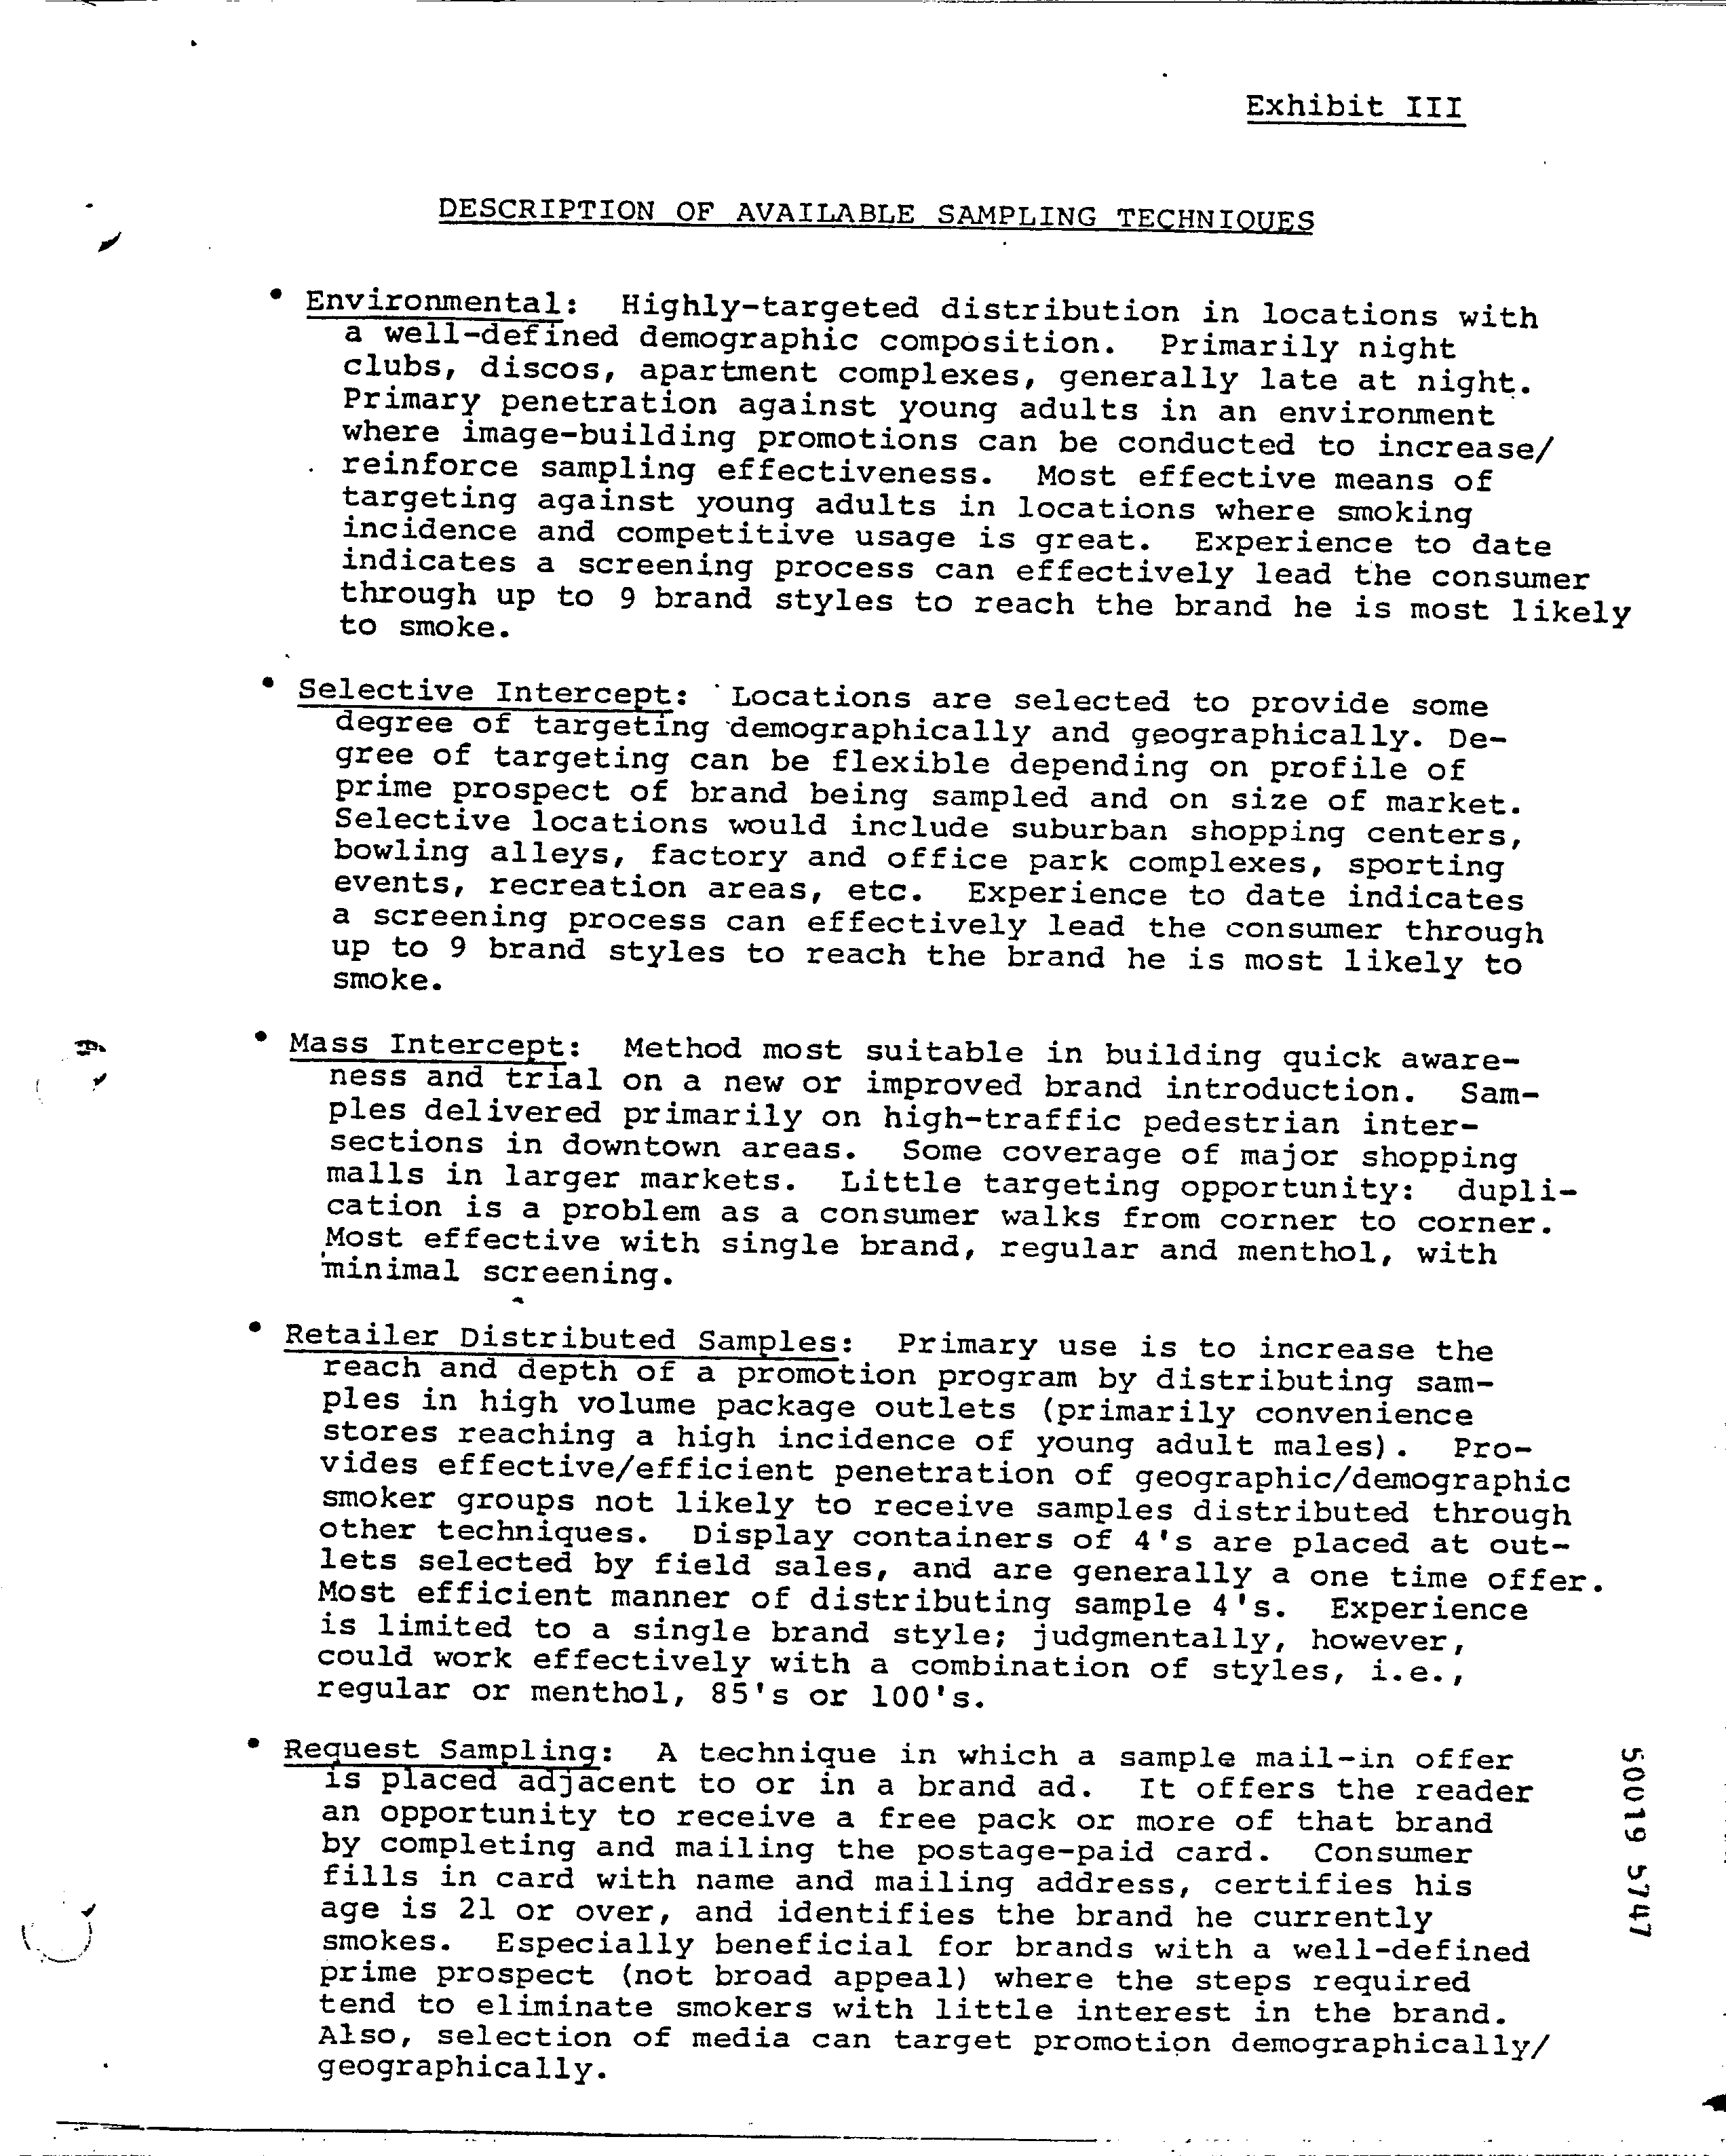 Exhibit III
DESCRIPTION OF AVAILABLE SAMPLING TECHNIQUES
• Environmental: Highly-targeted distribution in locations with
a well-defined demographic composition. Primarily night
clubs, discos, apartment complexes, generally late at night.
Primary penetration against young adults in an environment
where image-building promotions can be conducted to increase/
reinforce sampling effectiveness. Most effective means of
targeting against young adults in locations where smoking
incidence and competitive usage is great. Experience to date
indicates a screening process can effectively lead the consumer
through up to 9 brand styles to reach the brand he is most likely
to smoke.
• Selective Intercept: Locations are selected to provide some
degree of targeting demographically and geographically. De-
gree of targeting can be flexible depending on profile of
prime prospect of brand being sampled and on size of market.
Selective locations would include suburban shopping centers,
bowling alleys, factory and office park complexes, sporting
events, recreation areas, etc. Experience to date indicates
a screening process can effectively lead the consumer through
up to 9 brand styles to reach the brand he is most likely to
smoke.
• Mass Intercept: Method most suitable in building quick aware-
ness and trial on a new or improved brand introduction. Sam-
ples delivered primarily on high-traffic pedestrian inter-
sections in downtown areas. Some coverage of major shopping
malls in larger markets. Little targeting opportunity: dupli-
cation is a problem as a consumer walks from corner to corner.
Most effective with single brand, regular and menthol, with
minimal screening.
• Retailer Distributed Samples: Primary use is to increase the
reach and depth of a promotion program by distributing sam-
ples in high volume package outlets (primarily convenience
stores reaching a high incidence of young adult males). Pro-
vides effective/efficient penetration of geographic/demographic
smoker groups not likely to receive samples distributed through
other techniques. Display containers of 4's are placed at out-
lets selected by field sales, and are generally a one time offer.
Most efficient manner of distributing sample 4's. Experience
is limited to a single brand style; judgmentally, however,
could work effectively with a combination of styles, i.e.,
regular or menthol, 85's or 100's.
• Request Sampling: A technique in which a sample mail-in offer
is placed adjacent to or in a brand ad. It offers the reader
an opportunity to receive a free pack or more of that brand
by completing and mailing the postage-paid card. Consumer
fills in card with name and mailing address, certifies his
age is 21 or over, and identifies the brand he currently
smokes. Especially beneficial for brands with a well-defined
prime prospect (not broad appeal) where the steps required
tend to eliminate smokers with little interest in the brand.
Also, selection of media can target promotion demographically/
geographically.
50019 5747